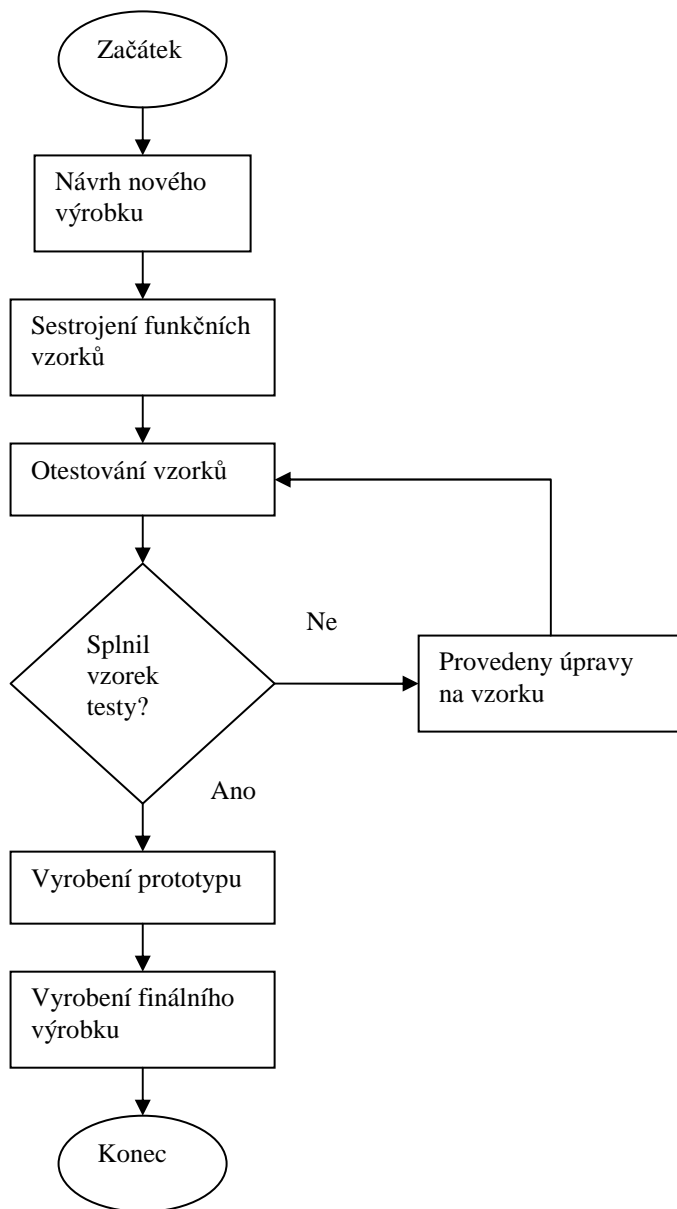 Začátek
Návrh nového
výrobku
Sestrojení funkčních
vzorků
Otestování vzorků
Splnil
vzorek
testy?
Ne
Provedeny úpravy
na vzorku
Ano
Vyrobení prototypu
Vyrobení finálního
výrobku
Konec